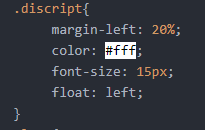 .discript{
margin-left: 20%;
color: #fff;
font-size: 15px;
float: left;
}